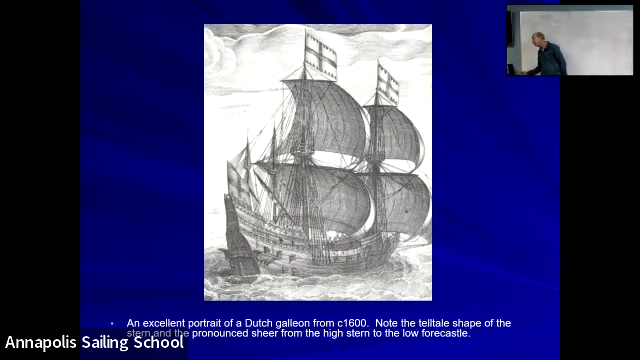 • An excellent portrait of a Dutch galleon from c1600. Note the telltale shape of the
stern and the pronounced sheer from the high stern to the low forecastle.
Annapolis Sailing School